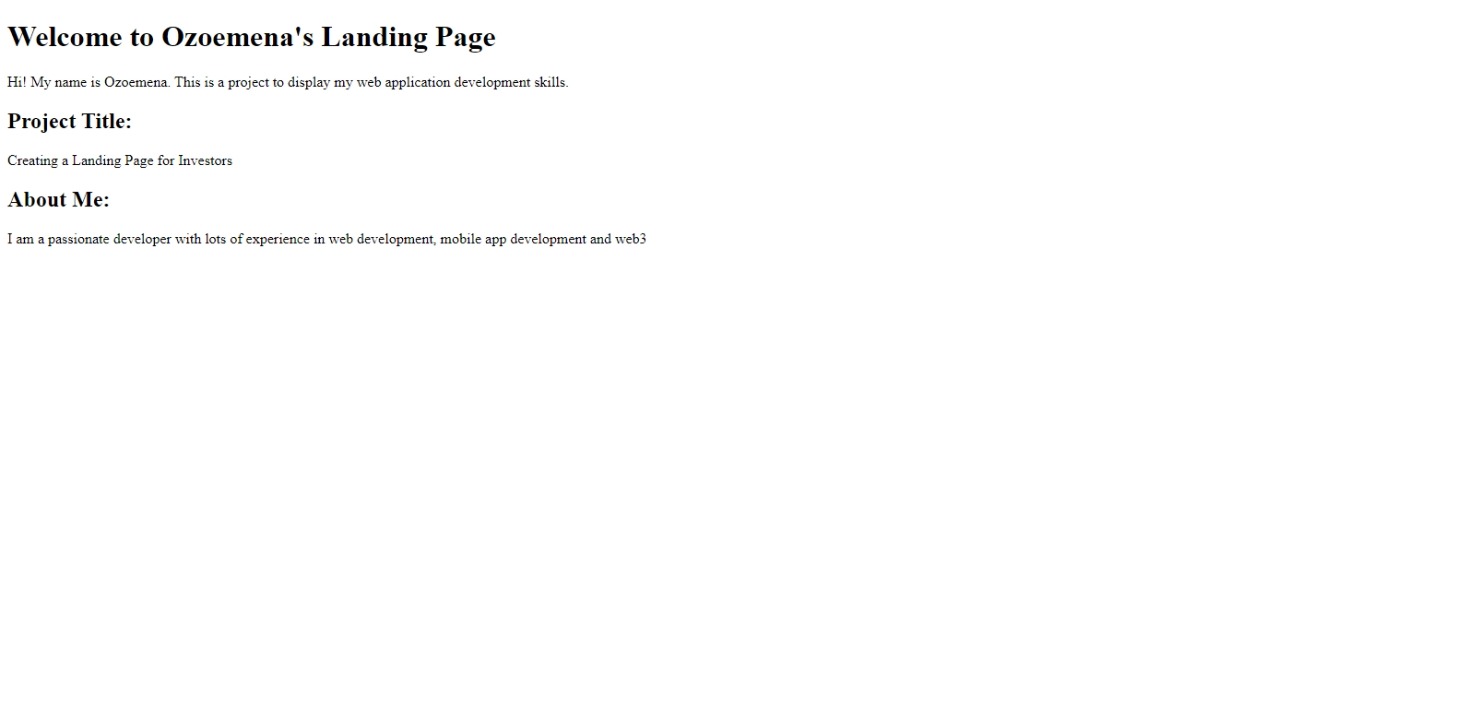 Welcome to Ozoemena's Landing Page
Hi! My name is Ozoemena. This is a project to display my web application development skills.
Project Title:
Creating a Landing Page for Investors
About Me:
I am a passionate developer with lots of experience in web development, mobile app development and web3